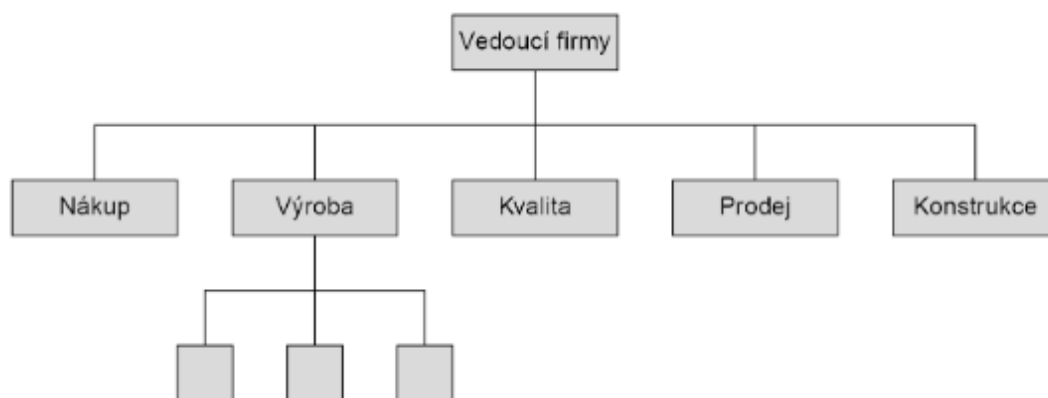 Vedoucí firmy
Nákup
Výroba
Kvalita
Prodej
Konstrukce